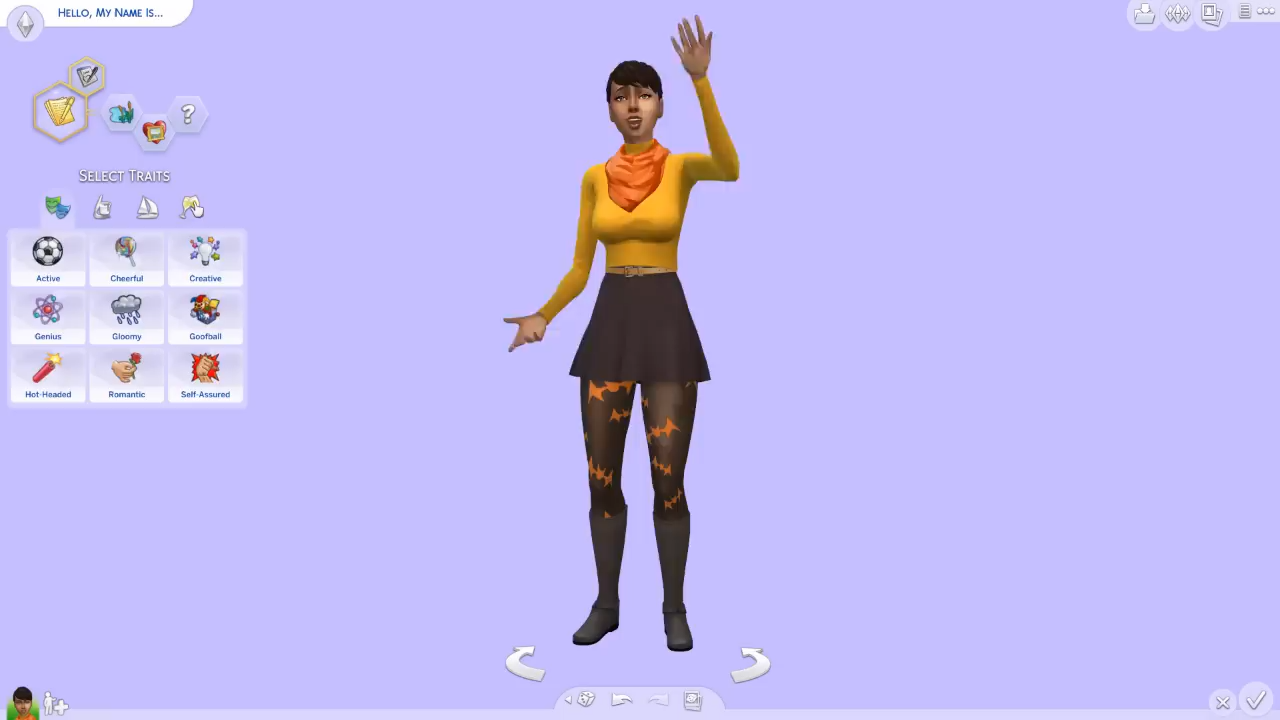 Hello, My Name Is...
Select Traits
Active
Cheerful
Creative
Genius
Gloomy
Goofball
Hot-Headed
Romantic
Self-Assured